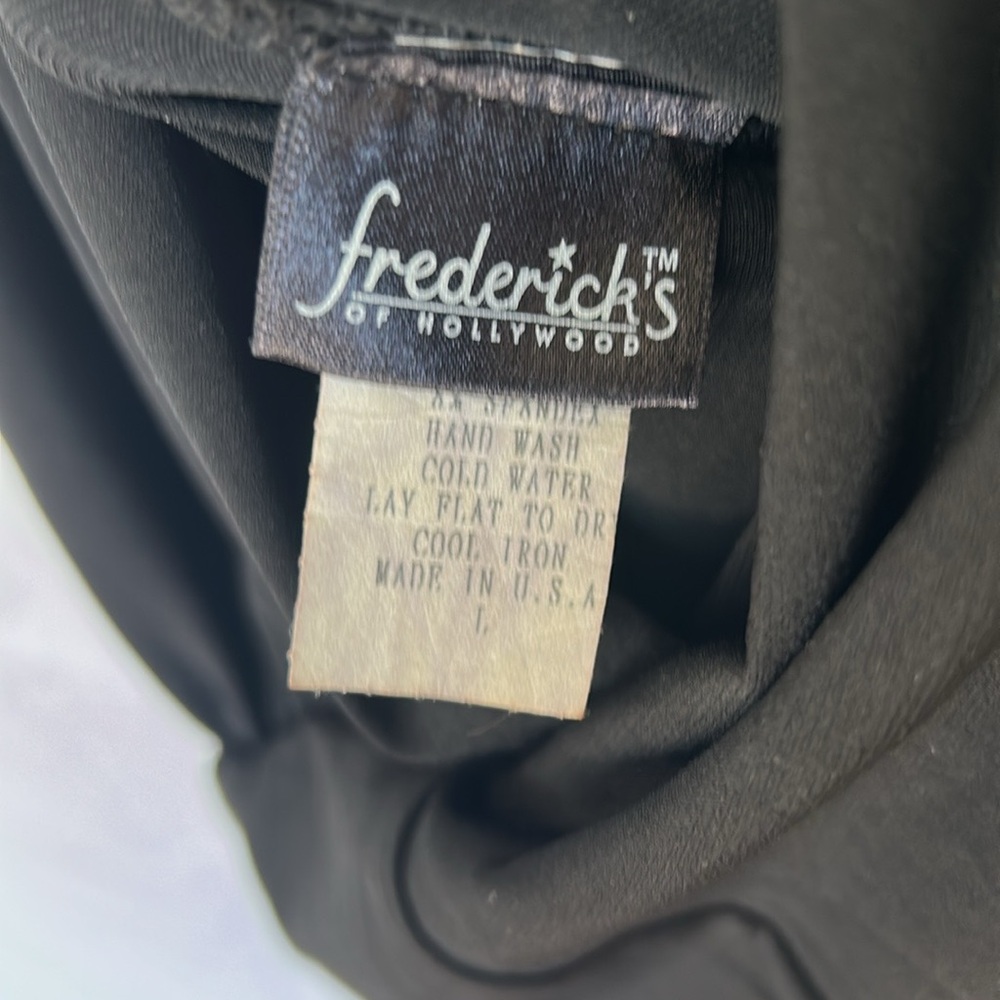 frederick's™
OF HOLLYWOOD
SPANDEX
HAND WASH
COLD WATER
LAY FLAT TO DR
COOL IRON
MADE IN U.S.A
L